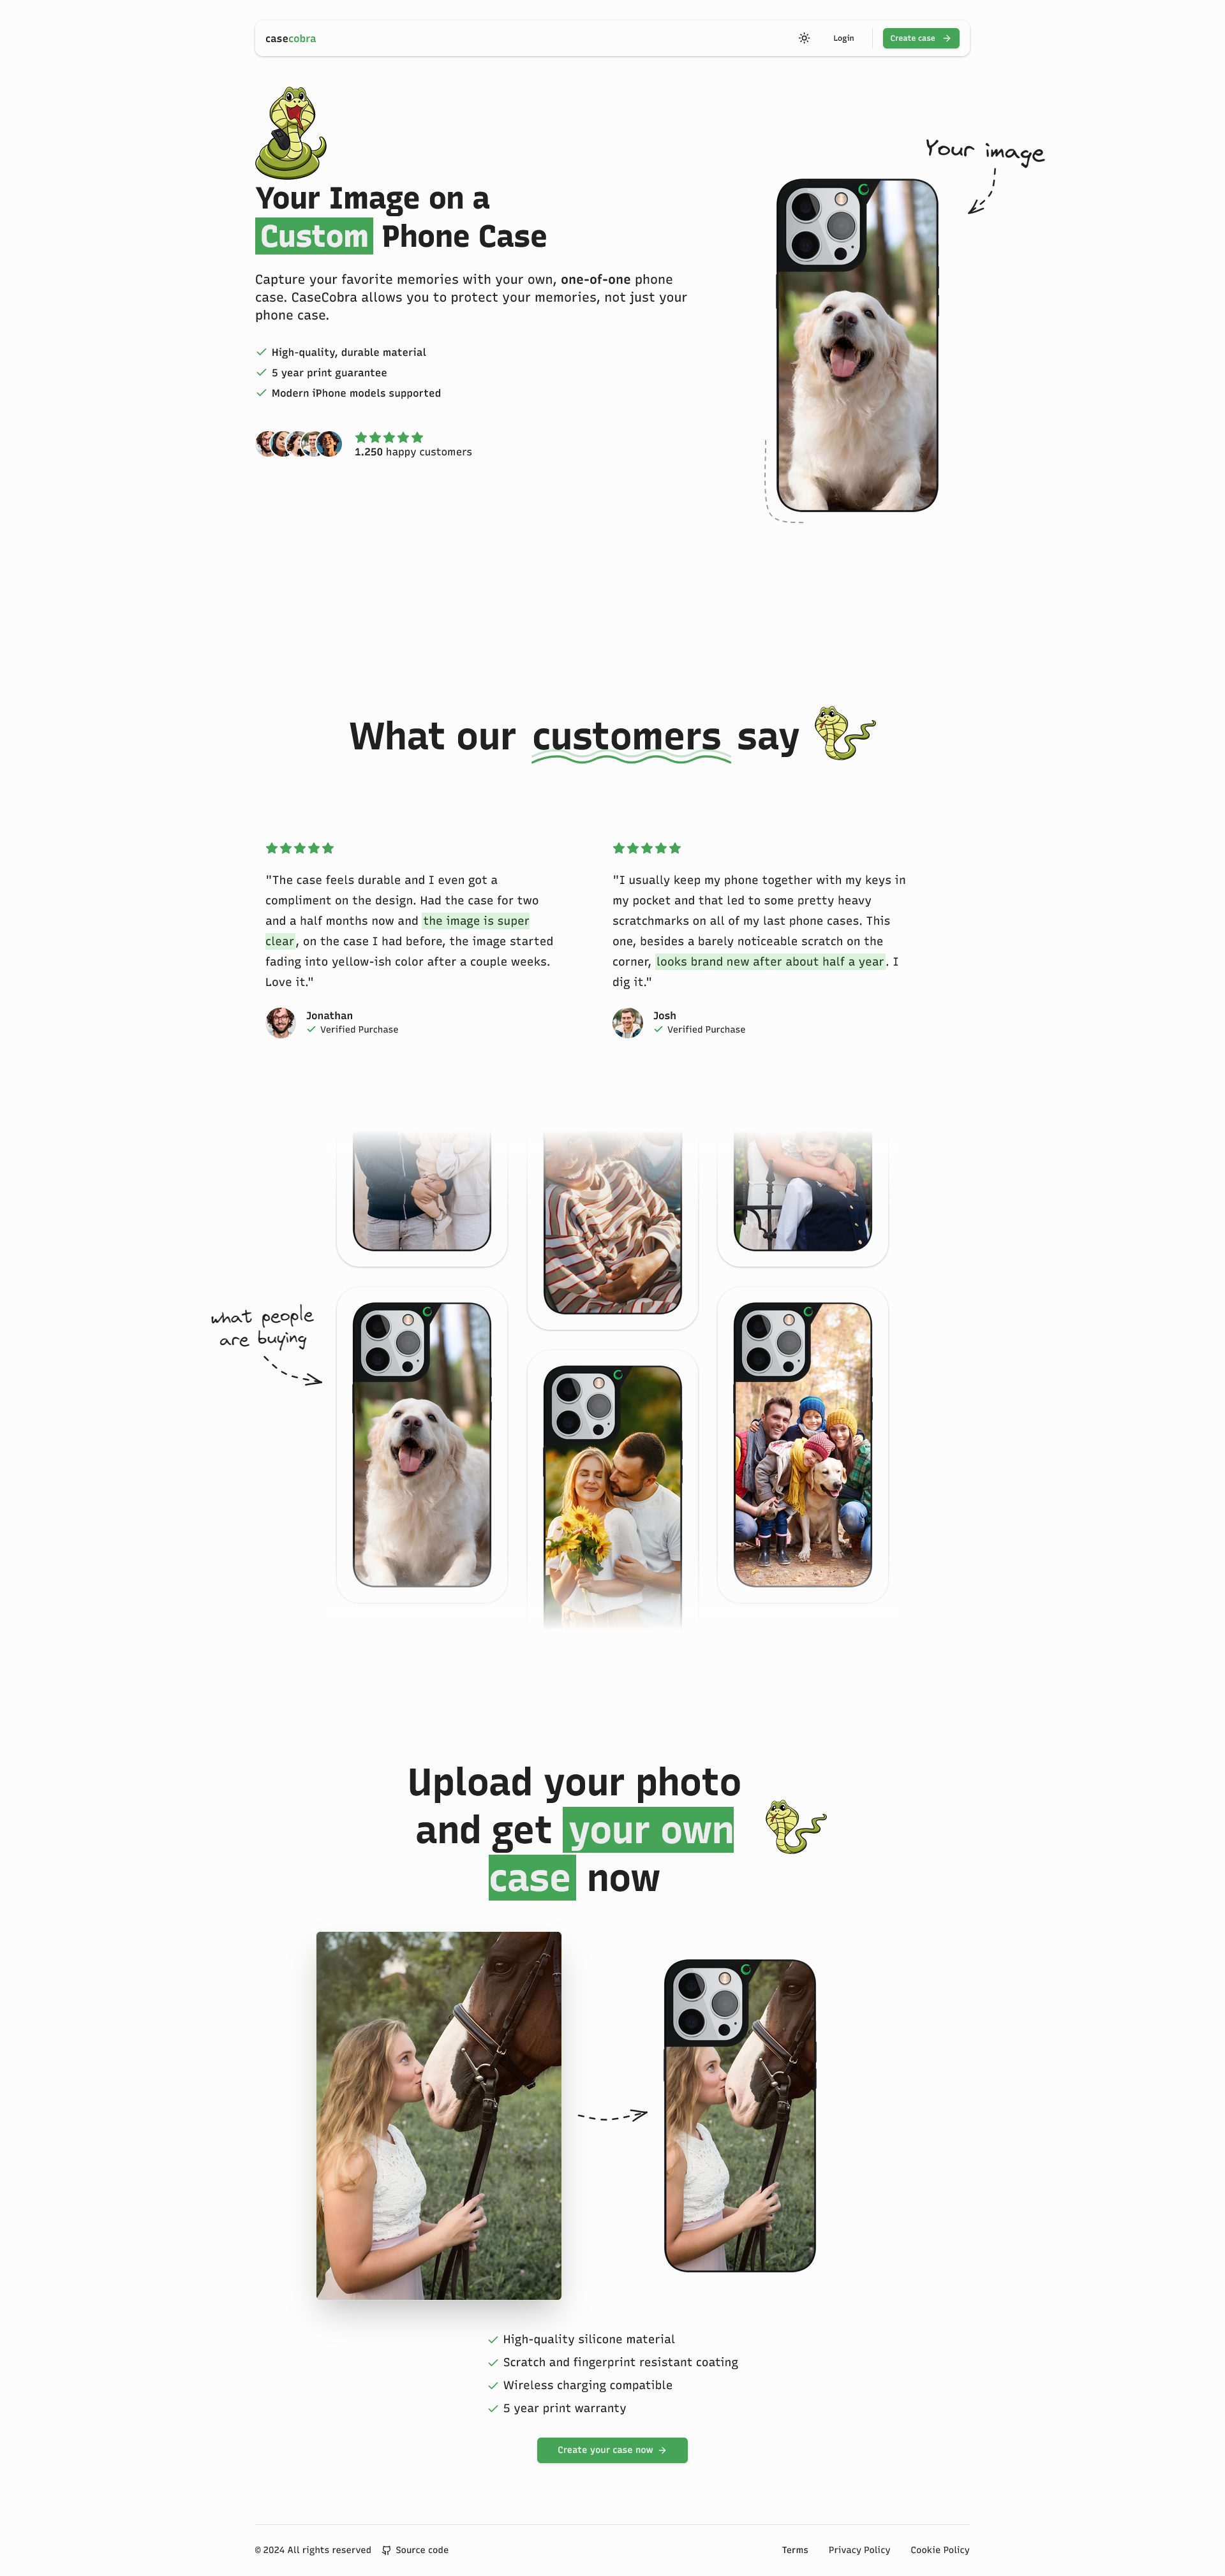 casecobra
Login
Create case
Your image
Your Image on a
Custom Phone Case
Capture your favorite memories with your own, one-of-one phone
case. CaseCobra allows you to protect your memories, not just your
phone case.
High-quality, durable material
5 year print guarantee
Modern iPhone models supported
1.250 happy customers
What our customers say
"The case feels durable and I even got a
compliment on the design. Had the case for two
and a half months now and the image is super
clear, on the case I had before, the image started
fading into yellow-ish color after a couple weeks.
Love it."
Jonathan
Verified Purchase
"I usually keep my phone together with my keys in
my pocket and that led to some pretty heavy
scratchmarks on all of my last phone cases. This
one, besides a barely noticeable scratch on the
corner, looks brand new after about half a year. I
dig it."
Josh
Verified Purchase
what people
are buying
Upload your photo
and get your own
case now
High-quality silicone material
Scratch and fingerprint resistant coating
Wireless charging compatible
5 year print warranty
Create your case now
© 2024 All rights reserved
Source code
Terms
Privacy Policy
Cookie Policy